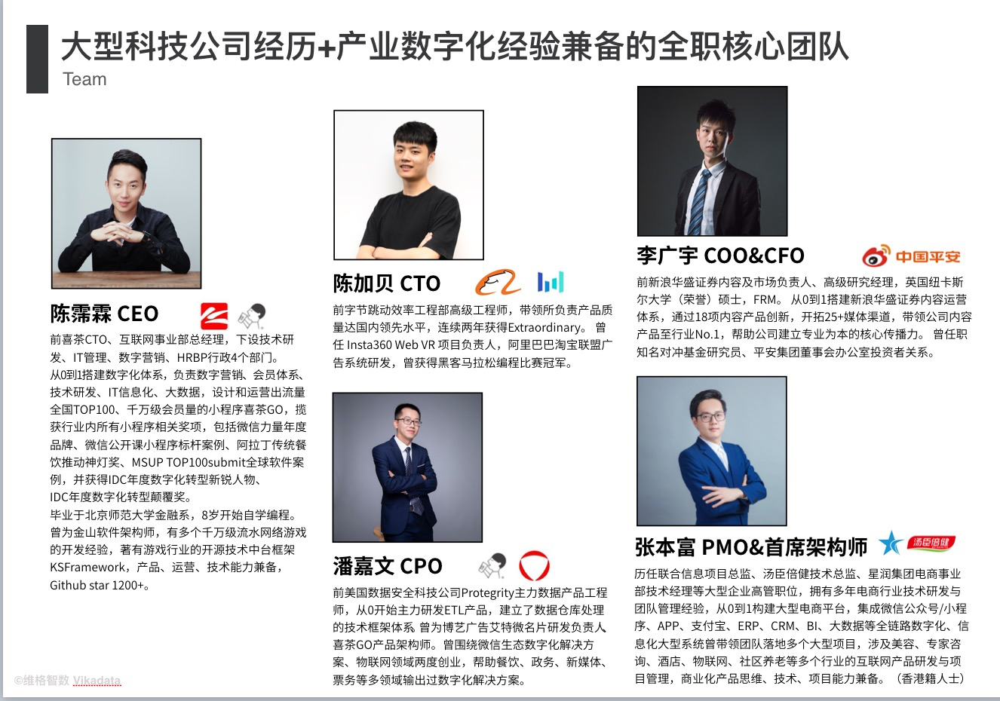 大型科技公司经历+产业数字化经验兼备的全职核心团队
Team
陈霈霖 CEO
前喜茶CTO、互联网事业部总经理，下设技术研
发、IT管理、数字营销、HRBP行政4个部门。
从0到1搭建数字化体系，负责数字营销、会员体系、
技术研发、IT信息化、大数据，设计和运营出流量
全国TOP100、千万级会员量的小程序喜茶GO，揽
获行业内所有小程序相关奖项，包括微信力量年度
品牌、微信公开课小程序标杆案例、阿拉丁传统餐
饮推动神灯奖、MSUP TOP100submit全球软件案
例，并获得IDC年度数字化转型新锐人物、
IDC年度数字化转型颠覆奖。
毕业于北京师范大学金融系，8岁开始自学编程。
曾为金山软件架构师，有多个千万级流水网络游戏
的开发经验，著有游戏行业的开源技术中台框架
KSFramework，产品、运营、技术能力兼备，
Github star 1200+。
陈加贝 CTO
前字节跳动效率工程部高级工程师，带领所负责产品质
量达国内领先水平，连续两年获得Extraordinary。 曾
任 Insta360 Web VR 项目负责人，阿里巴巴淘宝联盟广
告系统研发，曾获得黑客马拉松编程比赛冠军。
潘嘉文 CPO
前美国数据安全科技公司Protegrity主力数据产品工程
师，从0开始主力研发ETL产品，建立了数据仓库处理
的技术框架体系 曾为博艺广告艾特微名片研发负责人、
喜茶GO产品架构师。曾围绕微信生态数字化解决方
案、物联网领域两度创业，帮助餐饮、政务、新媒体、
票务等多领域输出过数字化解决方案。
李广宇 COO&CFO
中国平安
前新浪华盛证券内容及市场负责人、高级研究经理，英国纽卡斯
尔大学（荣誉）硕士，FRM。 从0到1搭建新浪华盛证券内容运营
体系，通过18项内容产品创新，开拓25+媒体渠道，带领公司内容
产品至行业No.1，帮助公司建立专业为本的核心传播力。 曾任职
知名对冲基金研究员、平安集团董事会办公室投资者关系。
张本富 PMO&首席架构师
汤臣倍健
历任联合信息项目总监、汤臣倍健技术总监、星润集团电商事业
部技术经理等大型企业高管职位，拥有多年电商行业技术研发与
团队管理经验，从0到1构建大型电商平台，集成微信公众号/小程
序、APP、支付宝、ERP、CRM、BI、大数据等全链路数字化、信
息化大型系统曾带领团队落地多个大型项目，涉及美容、专家咨
询、酒店、物联网、社区养老等多个行业的互联网产品研发与项
目管理，商业化产品思维、技术、项目能力兼备。（香港籍人士）
©维格智数 Vikadata